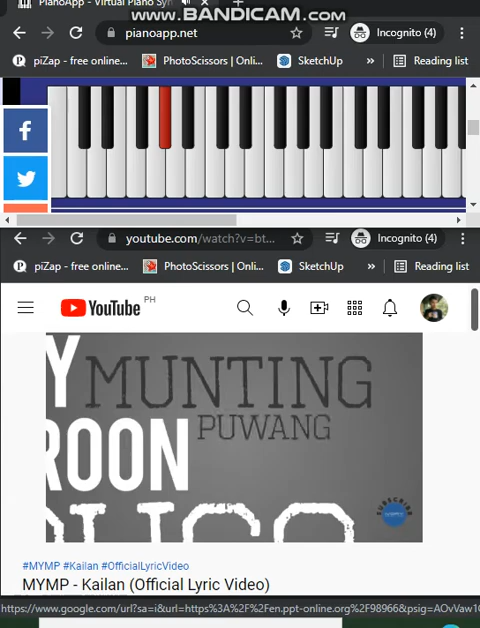 PianoApp - Virtual Piano Syn
www.BANDICAM.com
pianoapp.net
Incognito (4)
piZap - free online...
PhotoScissors | Onli...
SketchUp
»
Reading list
youtube.com/watch?v=bt...
Incognito (4)
piZap - free online...
PhotoScissors | Onli...
SketchUp
»
Reading list
YouTube PH
Y MUNTING
PUWANG
ROON
SUBSCRIBE
#MYMP #Kailan #OfficialLyricVideo
MYMP - Kailan (Official Lyric Video)
https://www.google.com/url?sa=i&url=https%3A%2F%2Fen.ppt-online.org%2F98966&psig=AOvVaw1